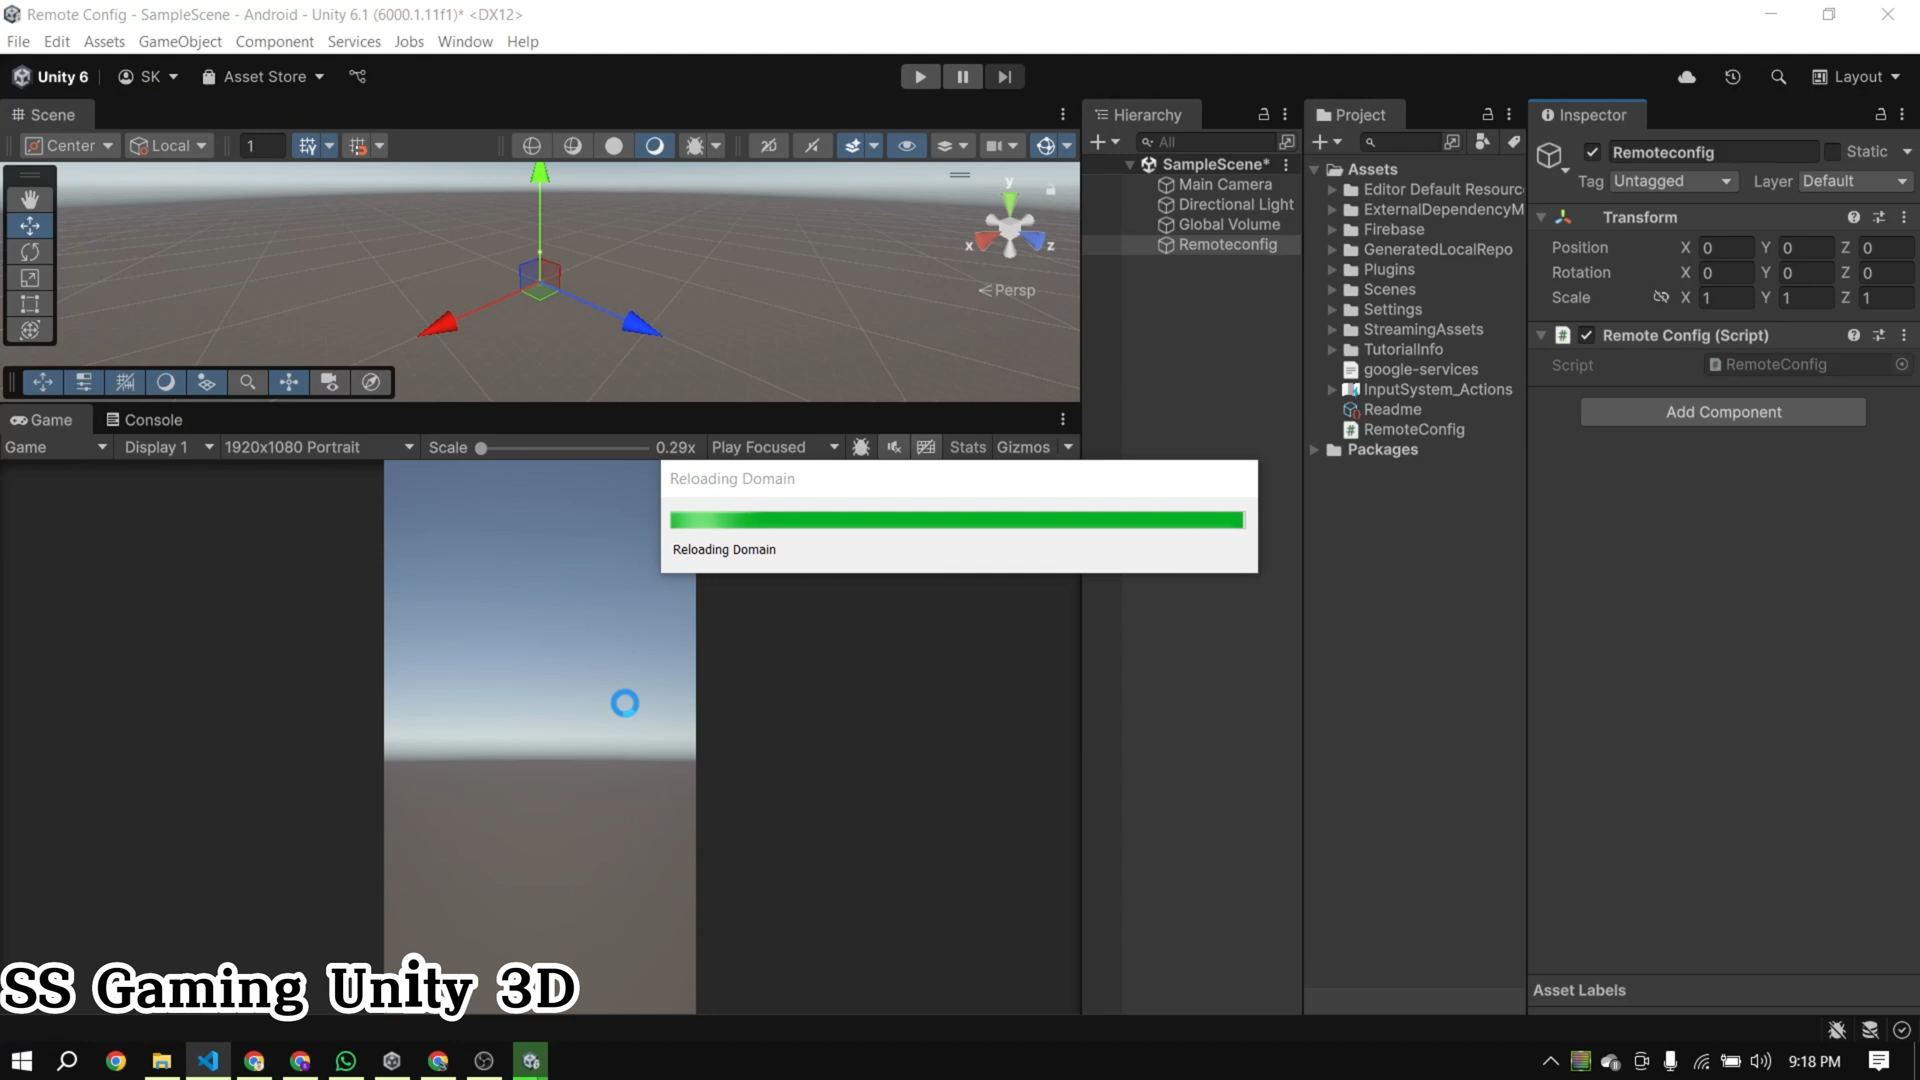 Remote Config - SampleScene - Android - Unity 6.1 (6000.1.11f1)* <DX12>
File Edit Assets GameObject Component Services Jobs Window Help
Unity 6 SK Asset Store Layout
Scene
Center Local 1
y
x z
Persp
Game Console
Game Display 1 1920x1080 Portrait Scale 0.29x Play Focused Stats Gizmos
Reloading Domain
Reloading Domain
Hierarchy
All
SampleScene*
Main Camera
Directional Light
Global Volume
Remoteconfig
Project
Assets
Editor Default Resourc
ExternalDependencyM
Firebase
GeneratedLocalRepo
Plugins
Scenes
Settings
StreamingAssets
TutorialInfo
google-services
InputSystem_Actions
Readme
RemoteConfig
Packages
Inspector
Remoteconfig Static
Tag Untagged Layer Default
Transform
Position X 0 Y 0 Z 0
Rotation X 0 Y 0 Z 0
Scale X 1 Y 1 Z 1
Remote Config (Script)
Script RemoteConfig
Add Component
Asset Labels
SS Gaming Unity 3D
9:18 PM